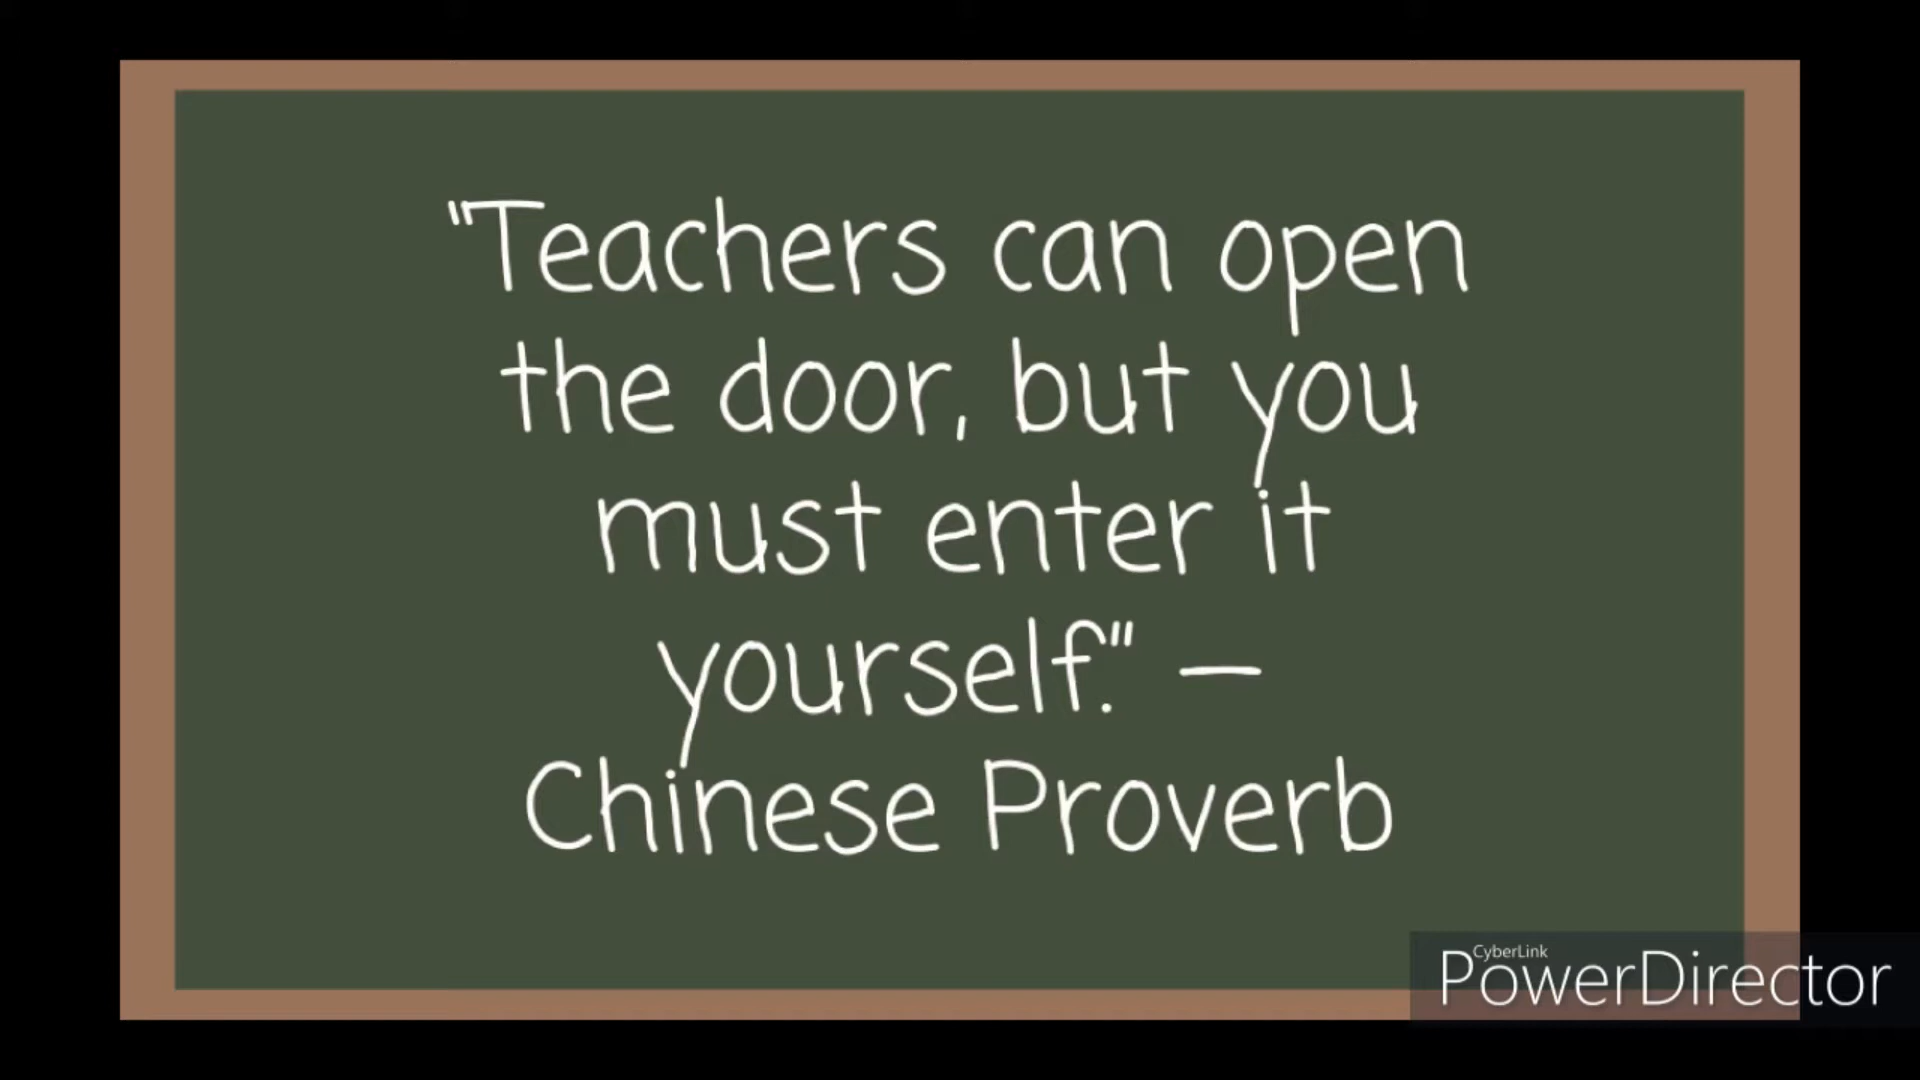 "Teachers can open
the door, but you
must enter it
yourself." —
Chinese Proverb
CyberLink
PowerDirector